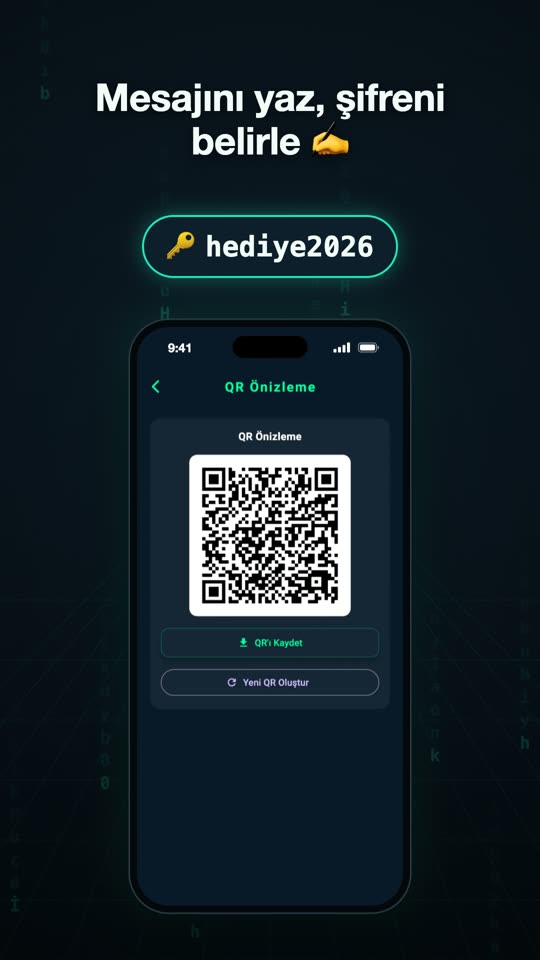 Mesajını yaz, şifreni
belirle ✍️
🔑 hediye2026
9:41
QR Önizleme
QR Önizleme
QR'ı Kaydet
Yeni QR Oluştur